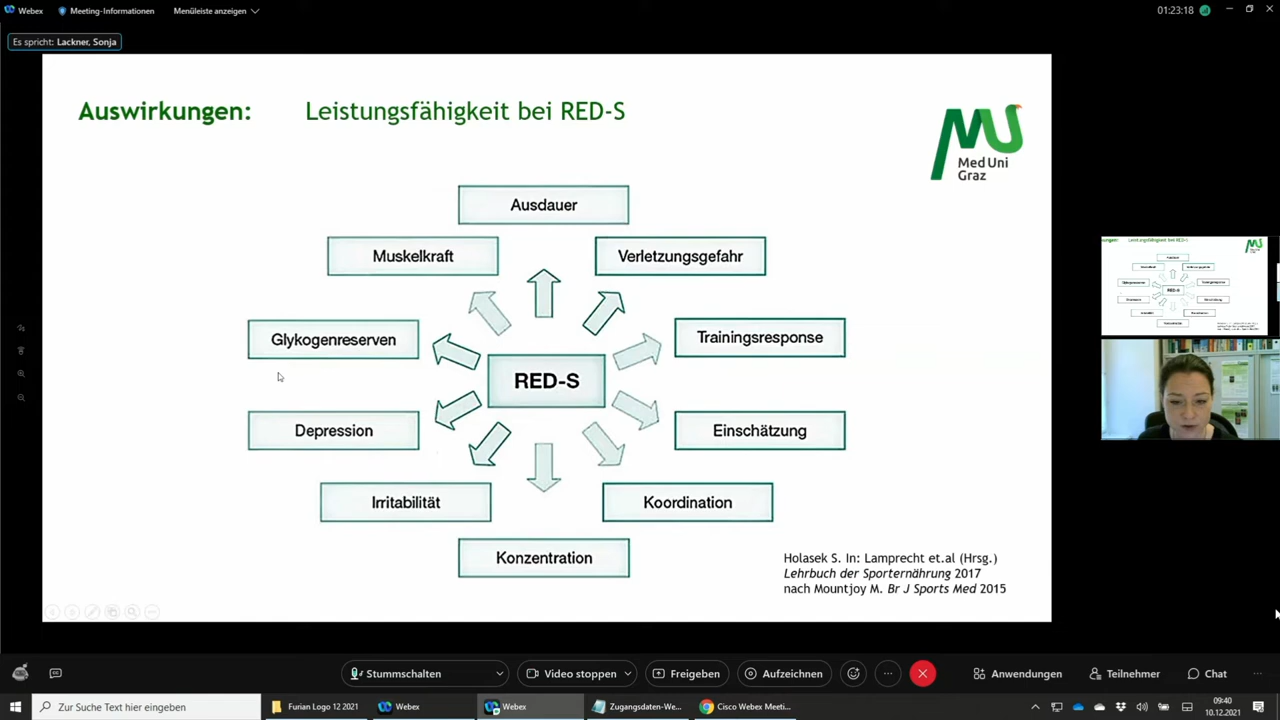 Webex
Meeting-Informationen
Menüleiste anzeigen
01:23:18
Es spricht: Lackner, Sonja
Auswirkungen: Leistungsfähigkeit bei RED-S
Med Uni
Graz
Ausdauer
Muskelkraft
Verletzungsgefahr
Glykogenreserven
Trainingsresponse
RED-S
Depression
Einschätzung
Irritabilität
Koordination
Konzentration
Holasek S. In: Lamprecht et.al (Hrsg.)
Lehrbuch der Sporternährung 2017
nach Mountjoy M. Br J Sports Med 2015
Stummschalten
Video stoppen
Freigeben
Aufzeichnen
Anwendungen
Teilnehmer
Chat
Zur Suche Text hier eingeben
Furian Logo 12 2021
Webex
Webex
Zugangsdaten-We...
Cisco Webex Meeti...
09:40
10.12.2021